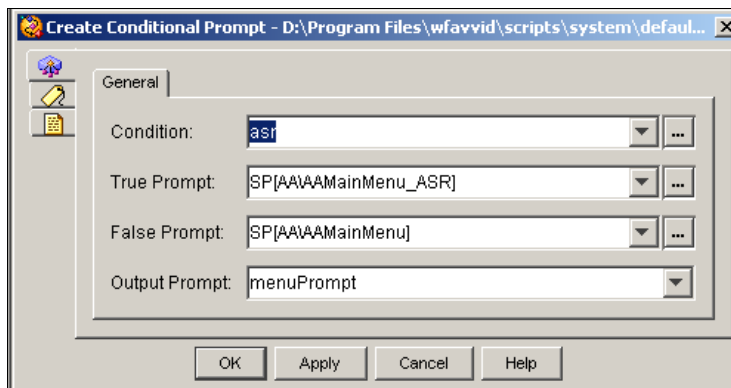 Create Conditional Prompt - D:\Program Files\wfavvid\scripts\system\defaul...
General
Condition: asr ...
True Prompt: SP[AA\AAMainMenu_ASR] ...
False Prompt: SP[AA\AAMainMenu] ...
Output Prompt: menuPrompt
OK Apply Cancel Help